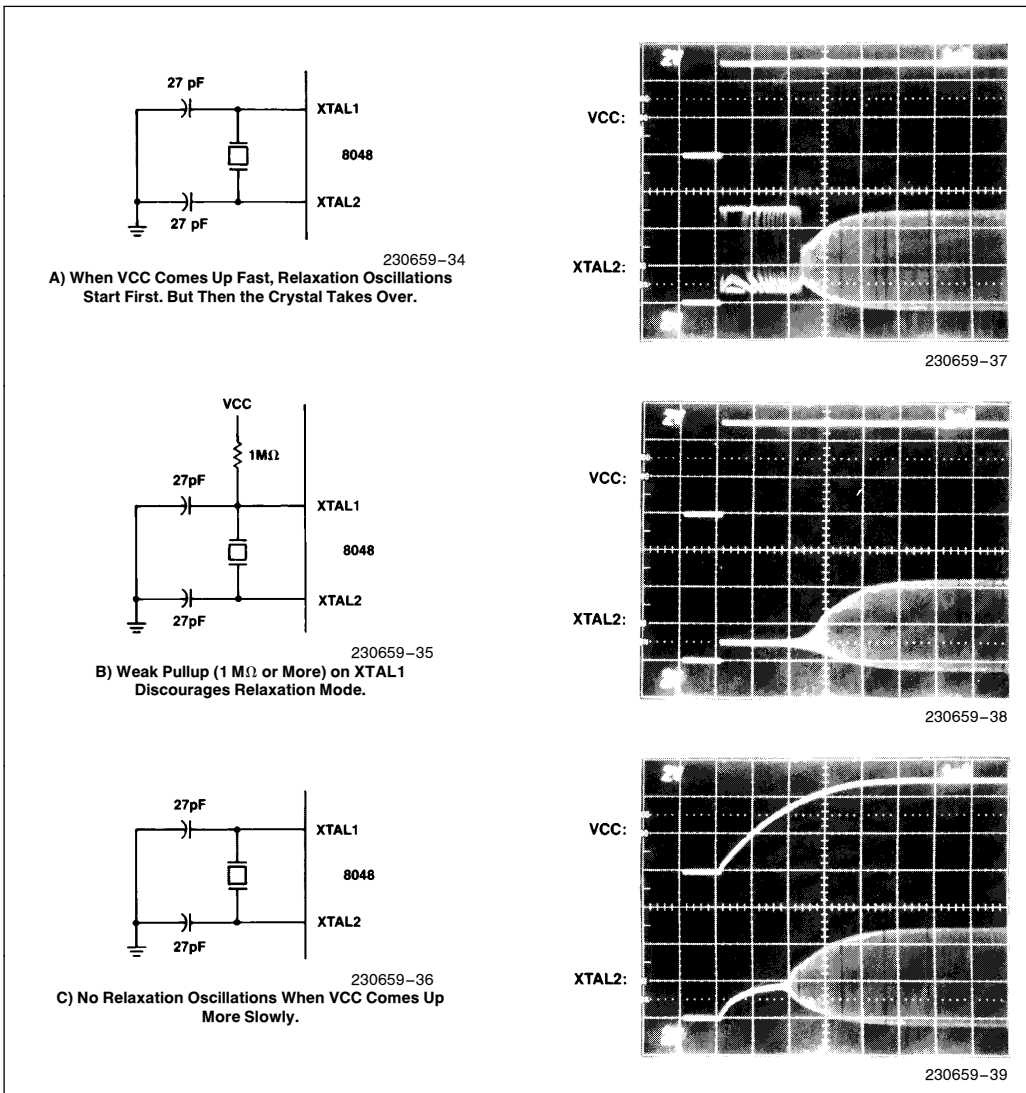 27 pF
XTAL1
8048
XTAL2
27 pF
230659–34
A) When VCC Comes Up Fast, Relaxation Oscillations
Start First. But Then the Crystal Takes Over.
VCC:
XTAL2:
230659–37
VCC
1MΩ
27pF
XTAL1
8048
XTAL2
27pF
230659–35
B) Weak Pullup (1 MΩ or More) on XTAL1
Discourages Relaxation Mode.
VCC:
XTAL2:
230659–38
27pF
XTAL1
8048
XTAL2
27pF
230659–36
C) No Relaxation Oscillations When VCC Comes Up
More Slowly.
VCC:
XTAL2:
230659–39